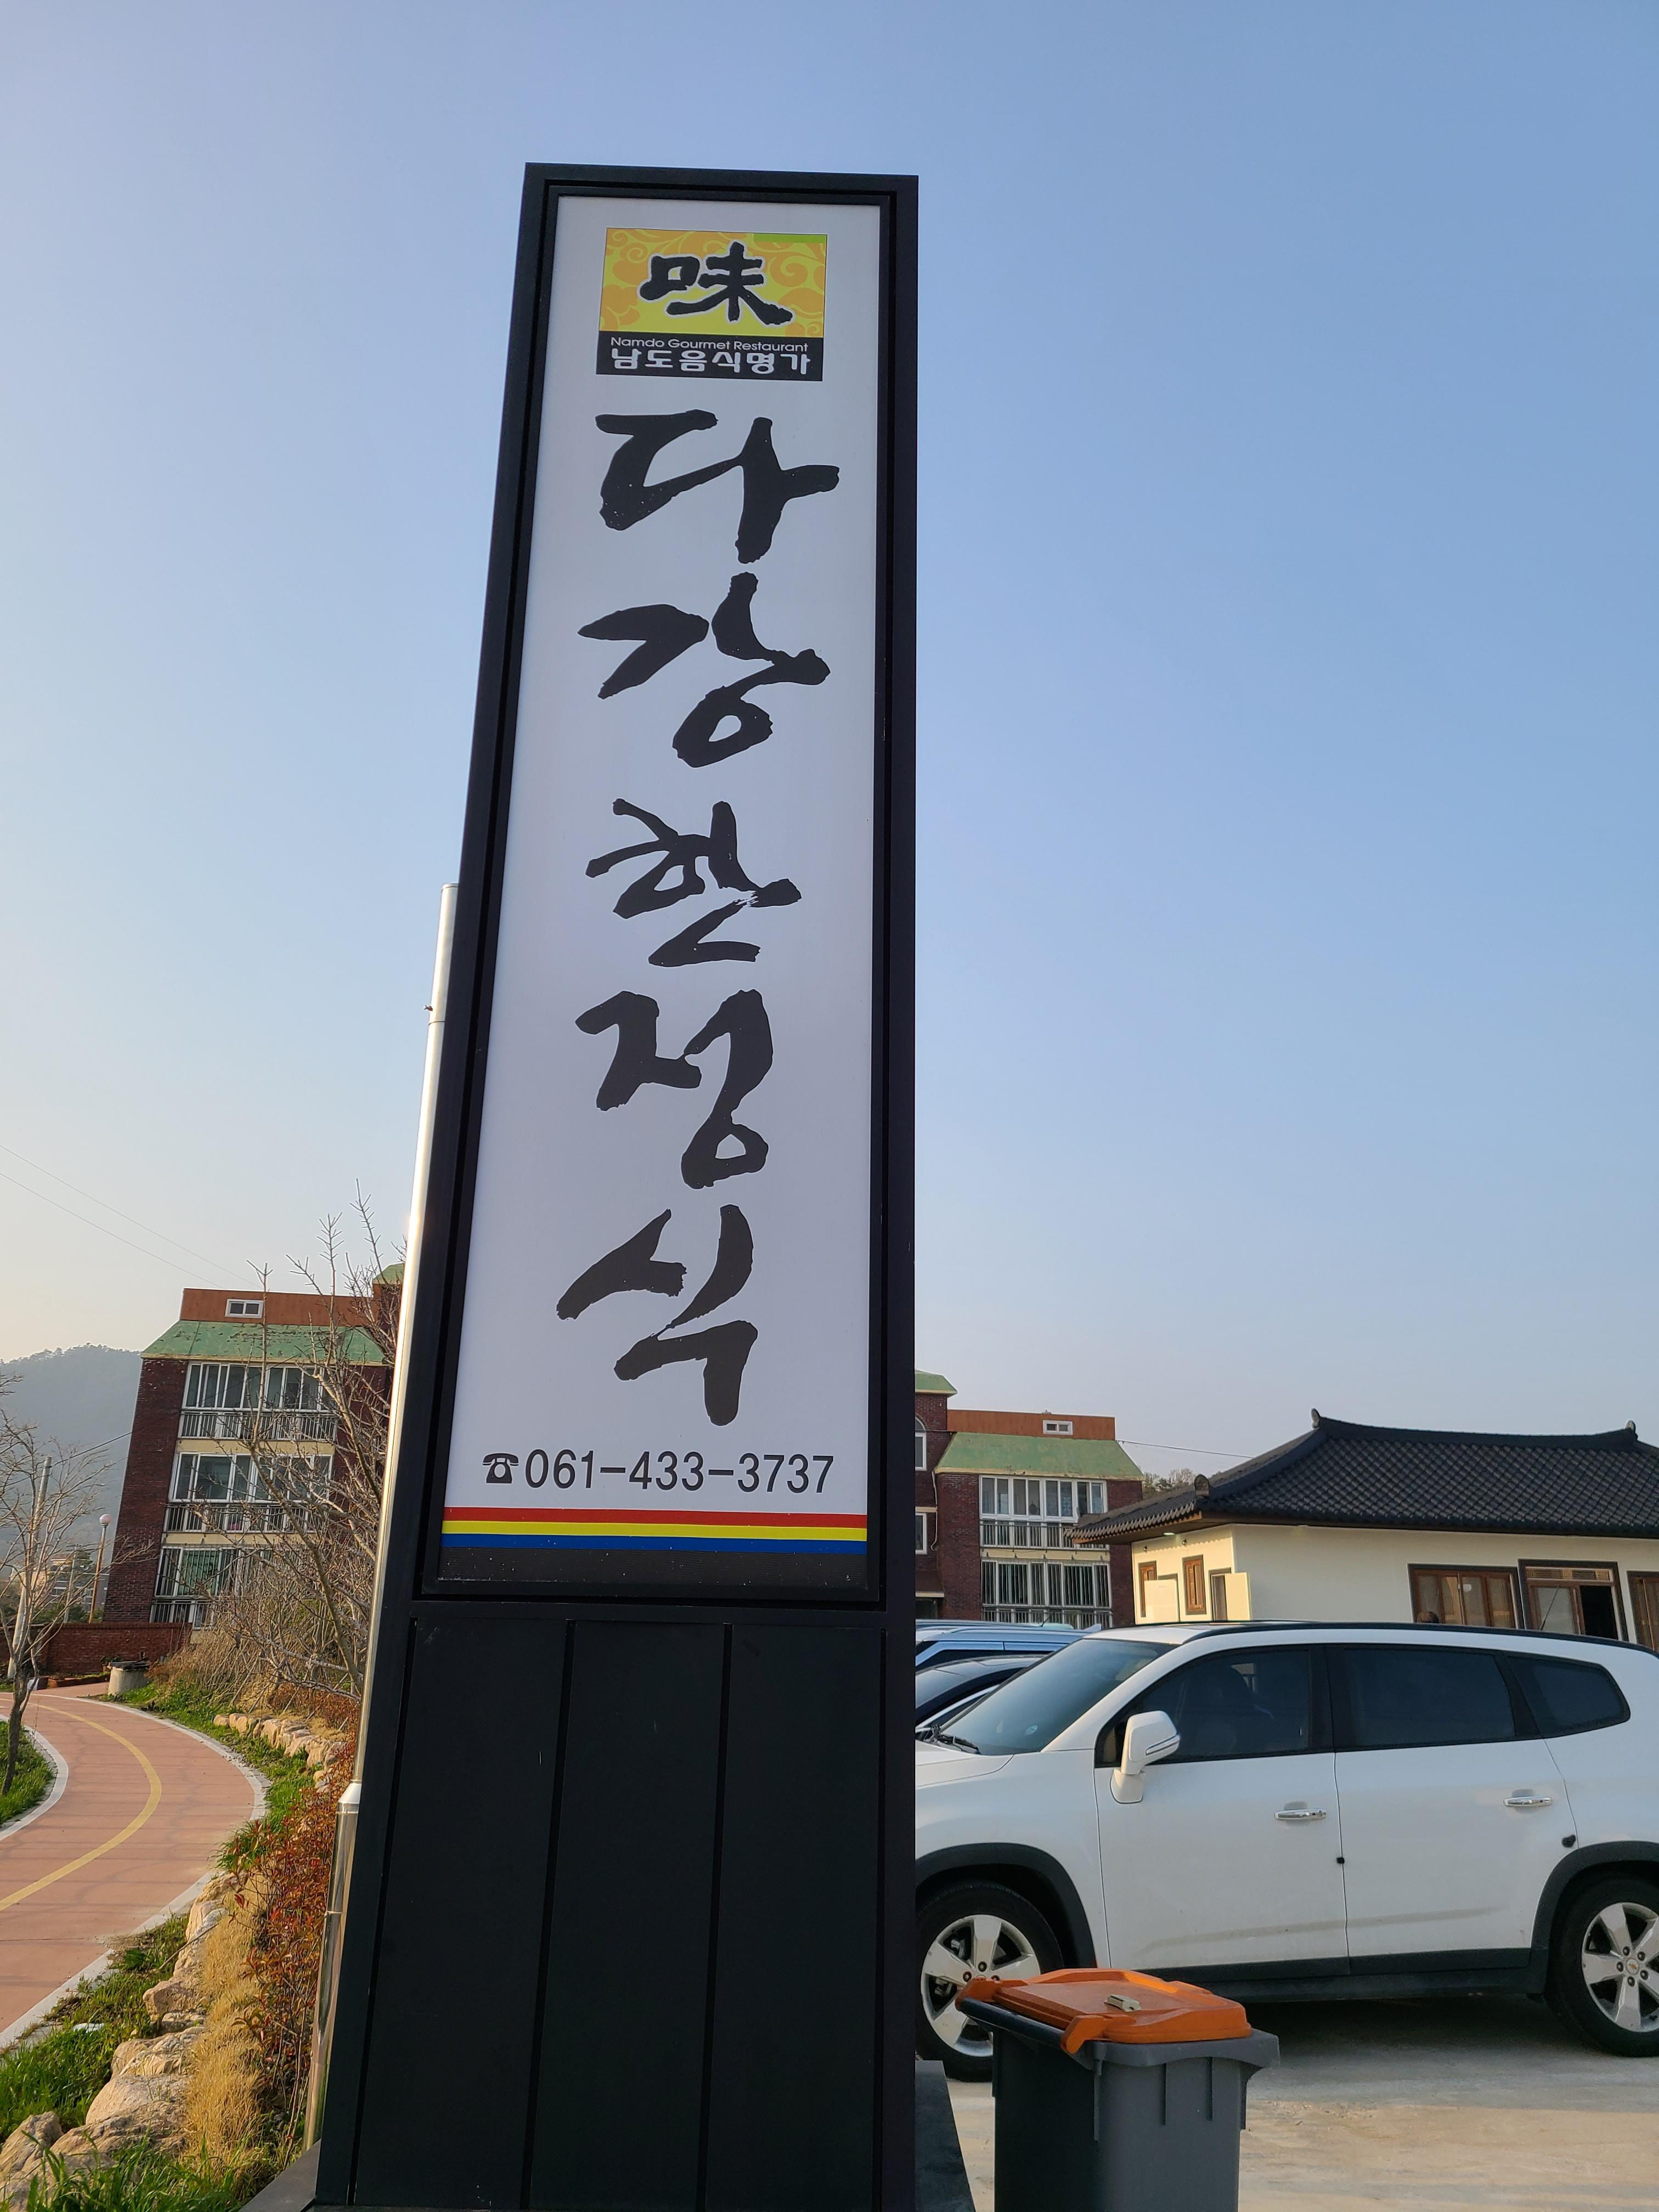 味
Namdo Gourmet Restaurant
남도음식명가
다강한정식
☎061-433-3737